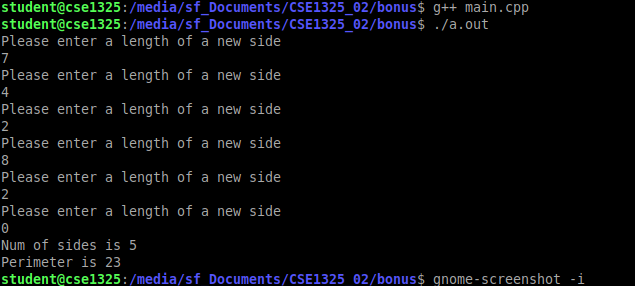 student@cse1325:/media/sf_Documents/CSE1325_02/bonus$ g++ main.cpp
student@cse1325:/media/sf_Documents/CSE1325_02/bonus$ ./a.out
Please enter a length of a new side
7
Please enter a length of a new side
4
Please enter a length of a new side
2
Please enter a length of a new side
8
Please enter a length of a new side
2
Please enter a length of a new side
0
Num of sides is 5
Perimeter is 23
student@cse1325:/media/sf_Documents/CSE1325_02/bonus$ gnome-screenshot -i